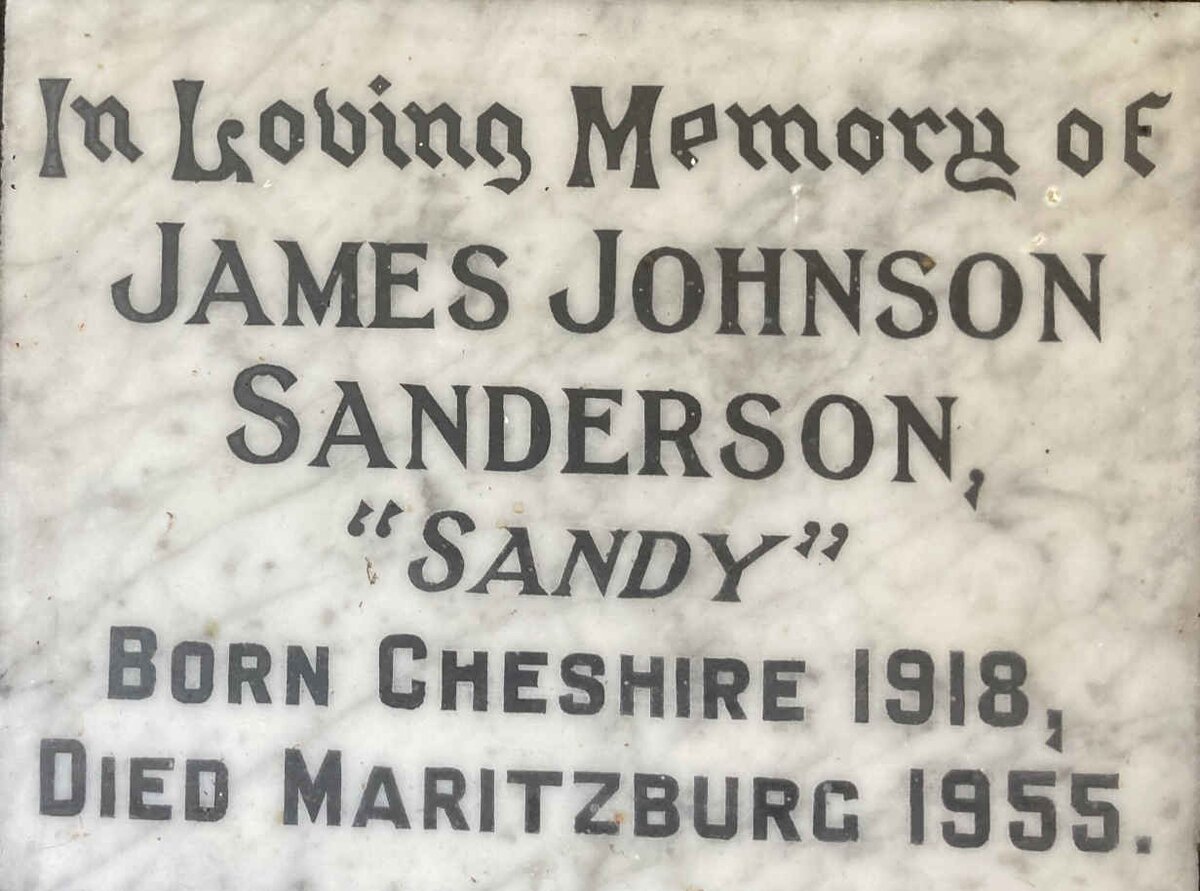 In Loving Memory of
JAMES JOHNSON
SANDERSON,
“SANDY”
BORN CHESHIRE 1918,
DIED MARITZBURG 1955.